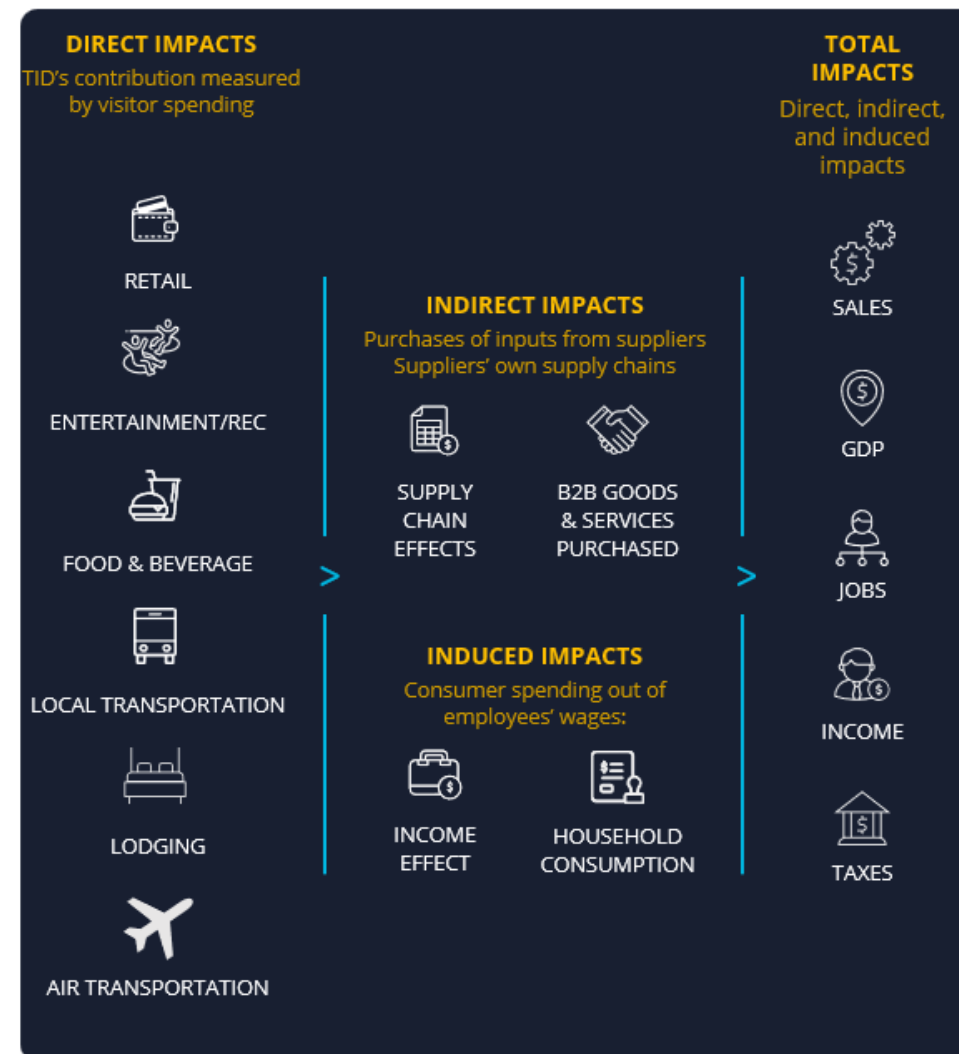 DIRECT IMPACTS
TID's contribution measured
by visitor spending
RETAIL
ENTERTAINMENT/REC
FOOD & BEVERAGE
LOCAL TRANSPORTATION
LODGING
AIR TRANSPORTATION
>
INDIRECT IMPACTS
Purchases of inputs from suppliers
Suppliers' own supply chains
SUPPLY
CHAIN
EFFECTS
B2B GOODS
& SERVICES
PURCHASED
INDUCED IMPACTS
Consumer spending out of
employees' wages:
INCOME
EFFECT
HOUSEHOLD
CONSUMPTION
>
TOTAL
IMPACTS
Direct, indirect,
and induced
impacts
$
SALES
$
GDP
JOBS
$
INCOME
$
TAXES